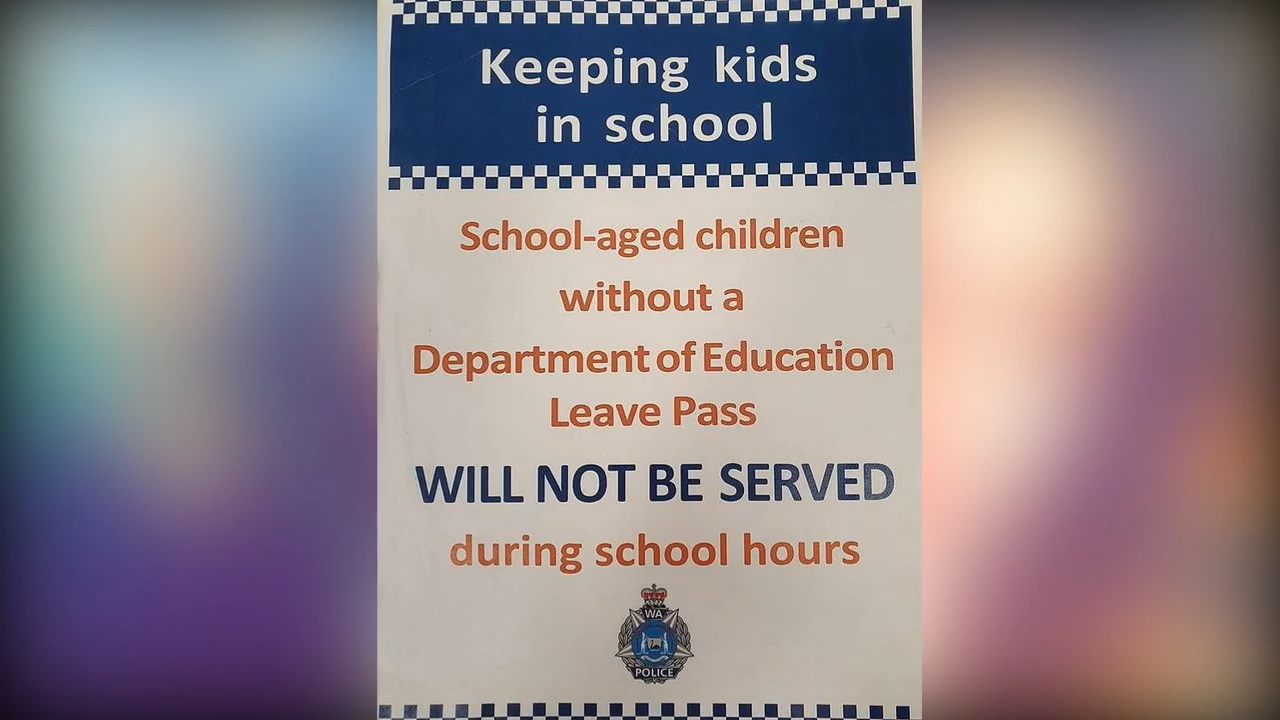 Keeping kids
in school
School-aged children
without a
Department of Education
Leave Pass
WILL NOT BE SERVED
during school hours
WA
POLICE